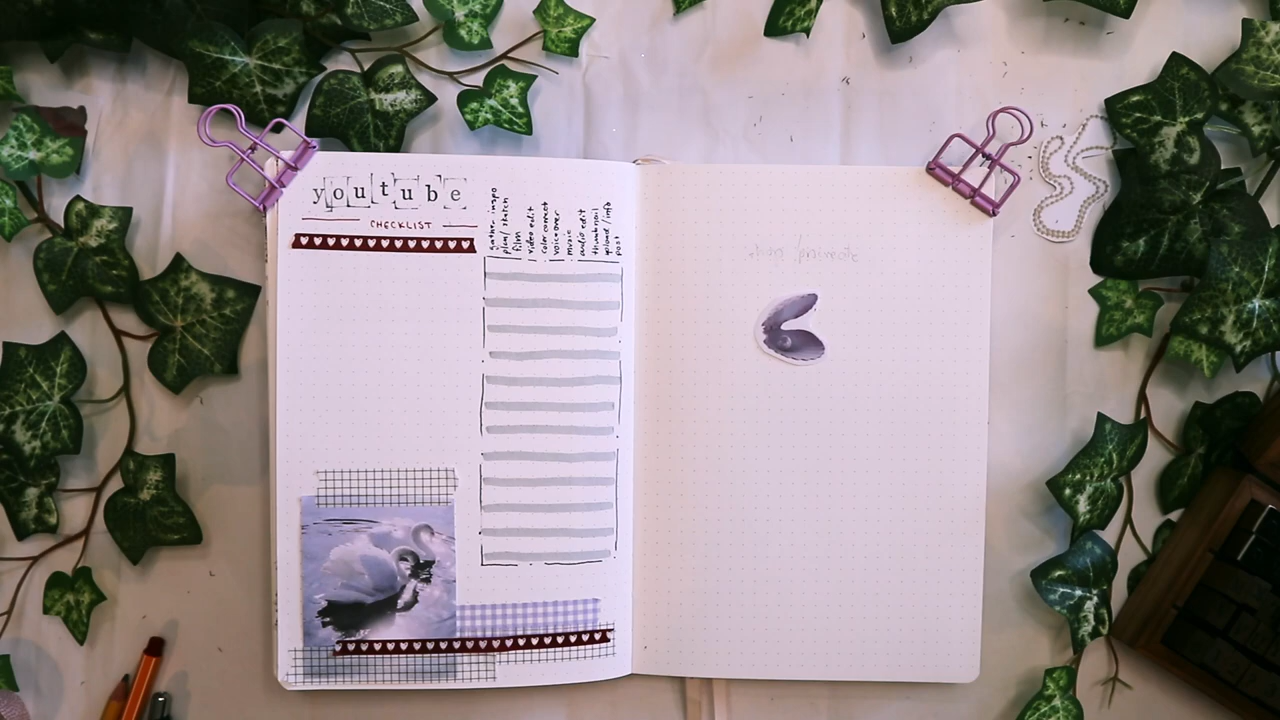 youtube
CHECKLIST
gather inspo
plan/sketch
film
video edit
color correct
voiceover
music
audio edit
thumbnail
upload/info
post